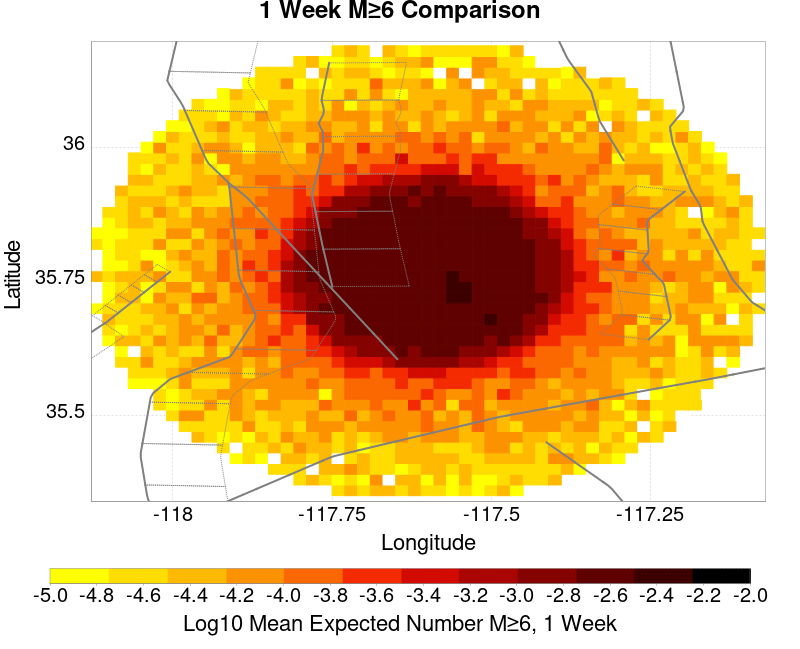 1 Week M≥6 Comparison
36
35.75
35.5
Latitude
-118 -117.75 -117.5 -117.25
Longitude
-5.0 -4.8 -4.6 -4.4 -4.2 -4.0 -3.8 -3.6 -3.4 -3.2 -3.0 -2.8 -2.6 -2.4 -2.2 -2.0
Log10 Mean Expected Number M≥6, 1 Week